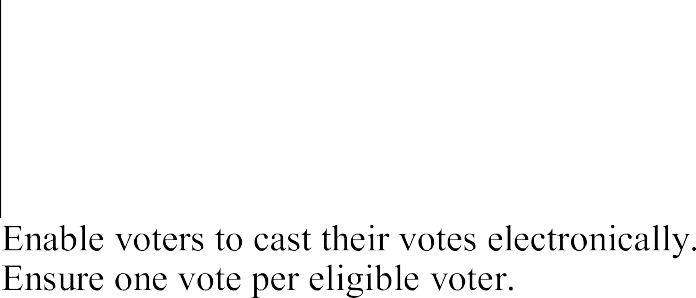 Enable voters to cast their votes electronically.
Ensure one vote per eligible voter.